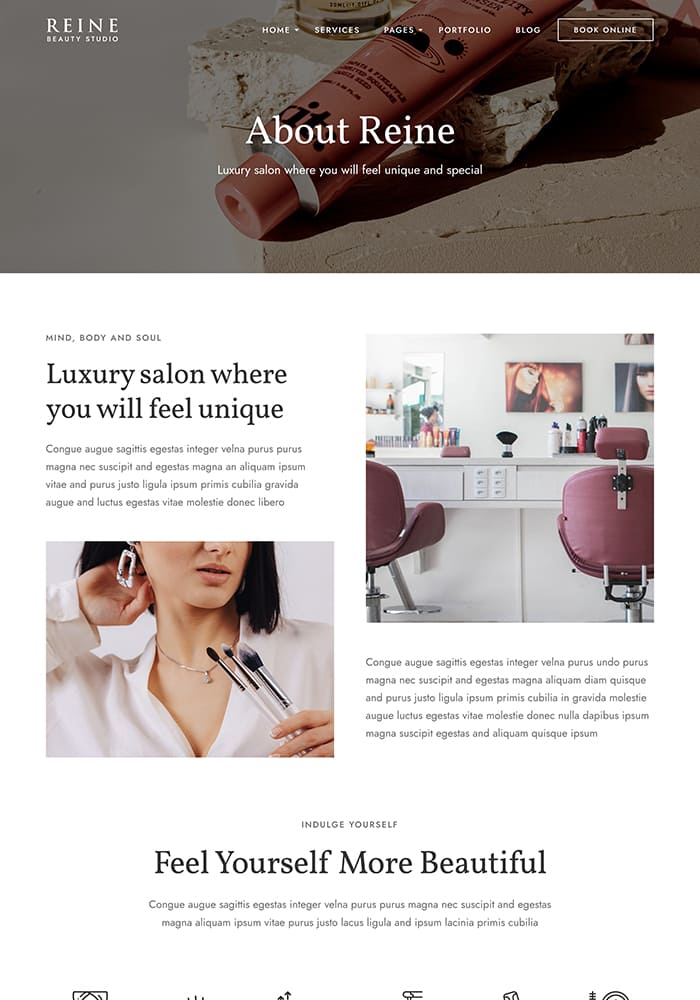 REINE
BEAUTY STUDIO
HOME
SERVICES
PAGES
PORTFOLIO
BLOG
BOOK ONLINE
About Reine
Luxury salon where you will feel unique and special
MIND, BODY AND SOUL
Luxury salon where
you will feel unique
Congue augue sagittis egestas integer velna purus purus
magna nec suscipit and egestas magna an aliquam ipsum
vitae and purus justo ligula ipsum primis cubilia gravida
augue and luctus egestas vitae molestie donec libero
Congue augue sagittis egestas integer velna purus undo purus
magna nec suscipit and egestas magna aliquam diam quisque
and purus justo ligula ipsum primis cubilia in gravida molestie
augue luctus egestas vitae molestie donec nulla dapibus ipsum
magna suscipit egestas and aliquam quisque ipsum
INDULGE YOURSELF
Feel Yourself More Beautiful
Congue augue sagittis egestas integer velna purus purus magna nec suscipit and egestas
magna aliquam ipsum vitae purus justo lacus ligula and ipsum lacinia primis cubilia